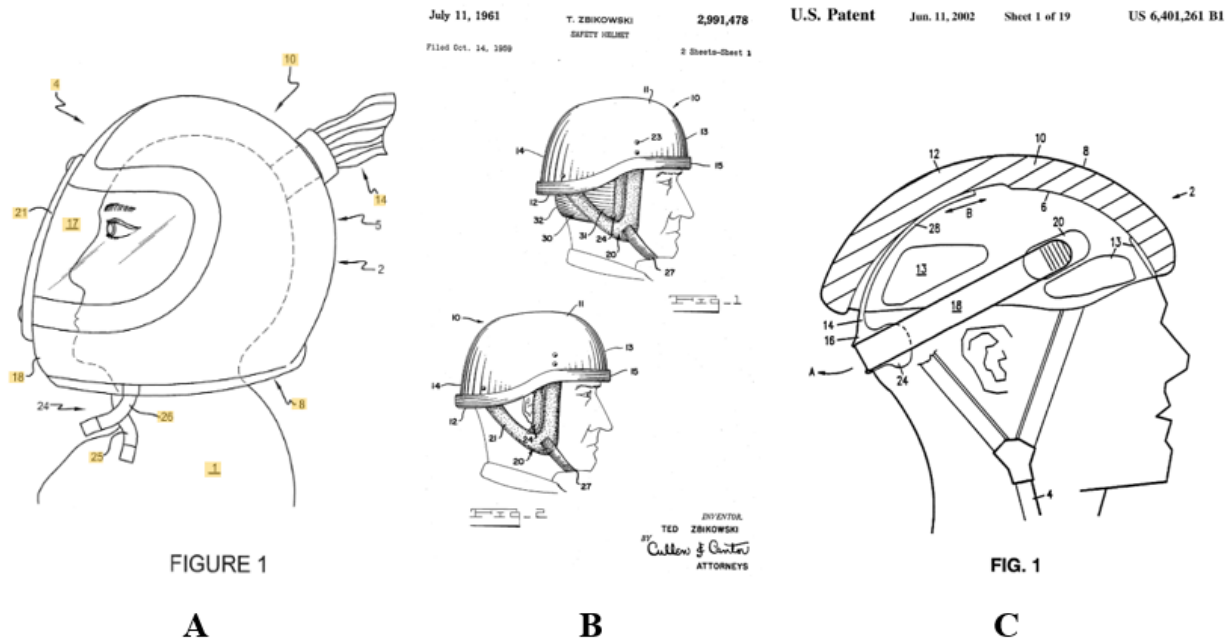 4
10
21
17
14
5
2
18
24
26
8
25
1
FIGURE 1
A
July 11, 1961
T. ZBIKOWSKI
2,991,478
SAFETY HELMET
Filed Oct. 14, 1959
2 Sheets-Sheet 1
11
10
23
13
14
15
12
32
31
24
30
20
27
Fig_1
11
10
13
14
15
12
21
24
20
27
Fig_2
INVENTOR.
TED ZBIKOWSKI
BY
Cullen & Cantor
ATTORNEYS
B
U.S. Patent
Jun. 11, 2002
Sheet 1 of 19
US 6,401,261 B1
10
12
8
2
B
6
28
20
13
13
18
14
16
A
24
4
FIG. 1
C